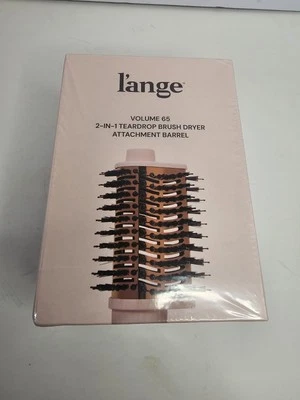 l'ange
VOLUME 65
2-IN-1 TEARDROP BRUSH DRYER
ATTACHMENT BARREL